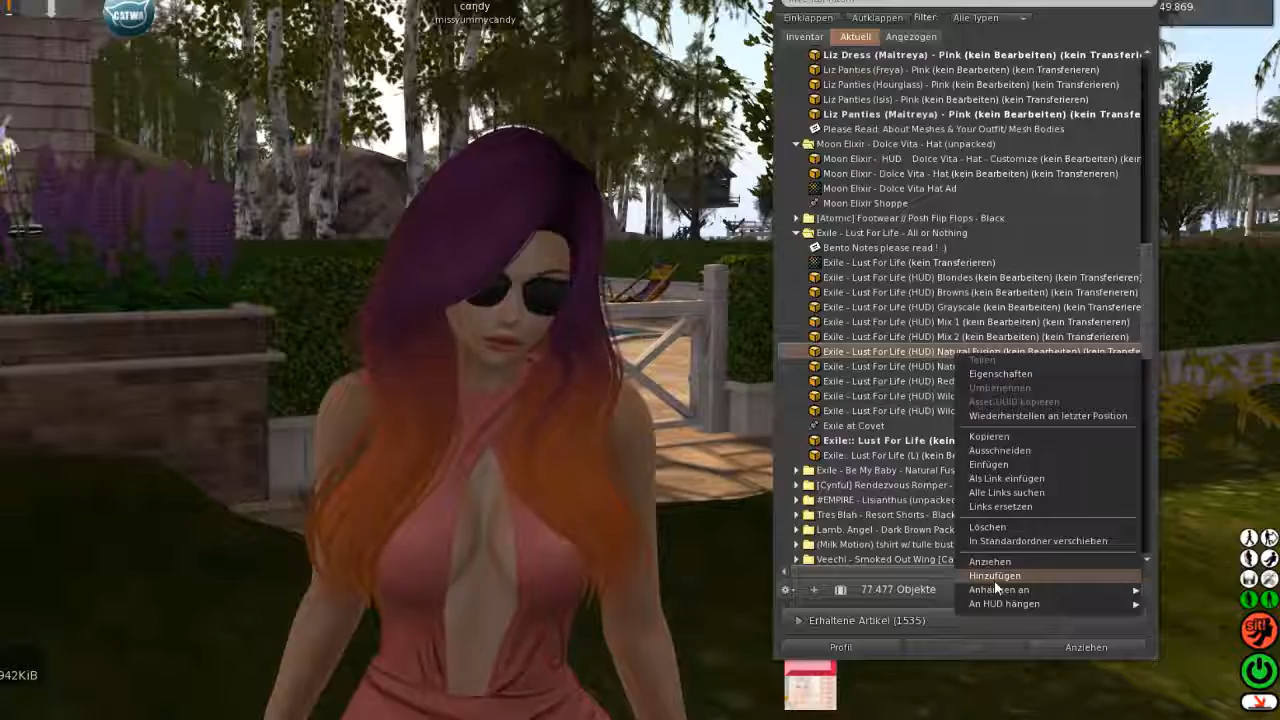 candy
missyummycandy
CATWA
49.869.
Einklappen Aufklappen Filter: Alle Typen
Inventar Aktuell Angezogen
Liz Dress (Maitreya) - Pink (kein Bearbeiten) (kein Transferi
Liz Panties (Freya) - Pink (kein Bearbeiten) (kein Transferieren)
Liz Panties (Hourglass) - Pink (kein Bearbeiten) (kein Transferieren)
Liz Panties (Isis) - Pink (kein Bearbeiten) (kein Transferieren)
Liz Panties (Maitreya) - Pink (kein Bearbeiten) (kein Transfe
Please Read: About Meshes & Your Outfit/ Mesh Bodies
Moon Elixir - Dolce Vita - Hat (unpacked)
Moon Elixir - HUD Dolce Vita - Hat - Customize (kein Bearbeiten) (kein
Moon Elixir - Dolce Vita - Hat (kein Bearbeiten) (kein Transferieren)
Moon Elixir - Dolce Vita Hat Ad
Moon Elixir Shoppe
[Atomic] Footwear // Posh Flip Flops - Black
Exile - Lust For Life - All or Nothing
Bento Notes please read ! :)
Exile - Lust For Life (kein Transferieren)
Exile - Lust For Life (HUD) Blondes (kein Bearbeiten) (kein Transferieren)
Exile - Lust For Life (HUD) Browns (kein Bearbeiten) (kein Transferieren)
Exile - Lust For Life (HUD) Grayscale (kein Bearbeiten) (kein Transferiere
Exile - Lust For Life (HUD) Mix 1 (kein Bearbeiten) (kein Transferieren)
Exile - Lust For Life (HUD) Mix 2 (kein Bearbeiten) (kein Transferieren)
Exile - Lust For Life (HUD) Natural Fusion (kein Bearbeiten) (kein Transfe
Exile - Lust For Life (HUD) Natu
Exile - Lust For Life (HUD) Red
Exile - Lust For Life (HUD) Wild
Exile - Lust For Life (HUD) Wild
Exile at Covet
Exile:: Lust For Life (kein
Exile:. Lust For Life (L) (kein Be
Exile - Be My Baby - Natural Fus
[Cynful] Rendezvous Romper -
#EMPIRE - Lisianthus (unpacke
Tres Blah - Resort Shorts - Black
Lamb. Angel - Dark Brown Pack
(Milk Motion) tshirt w/ tulle bust
Veechi - Smoked Out Wing [Ca
Teilen
Eigenschaften
Umbenennen
Asset-UUID kopieren
Wiederherstellen an letzter Position
Kopieren
Ausschneiden
Einfügen
Als Link einfügen
Alle Links suchen
Links ersetzen
Löschen
In Standardordner verschieben
Anziehen
Hinzufügen
Anhängen an
An HUD hängen
77.477 Objekte
Erhaltene Artikel (1535)
Profil Anziehen
sit!
942KiB